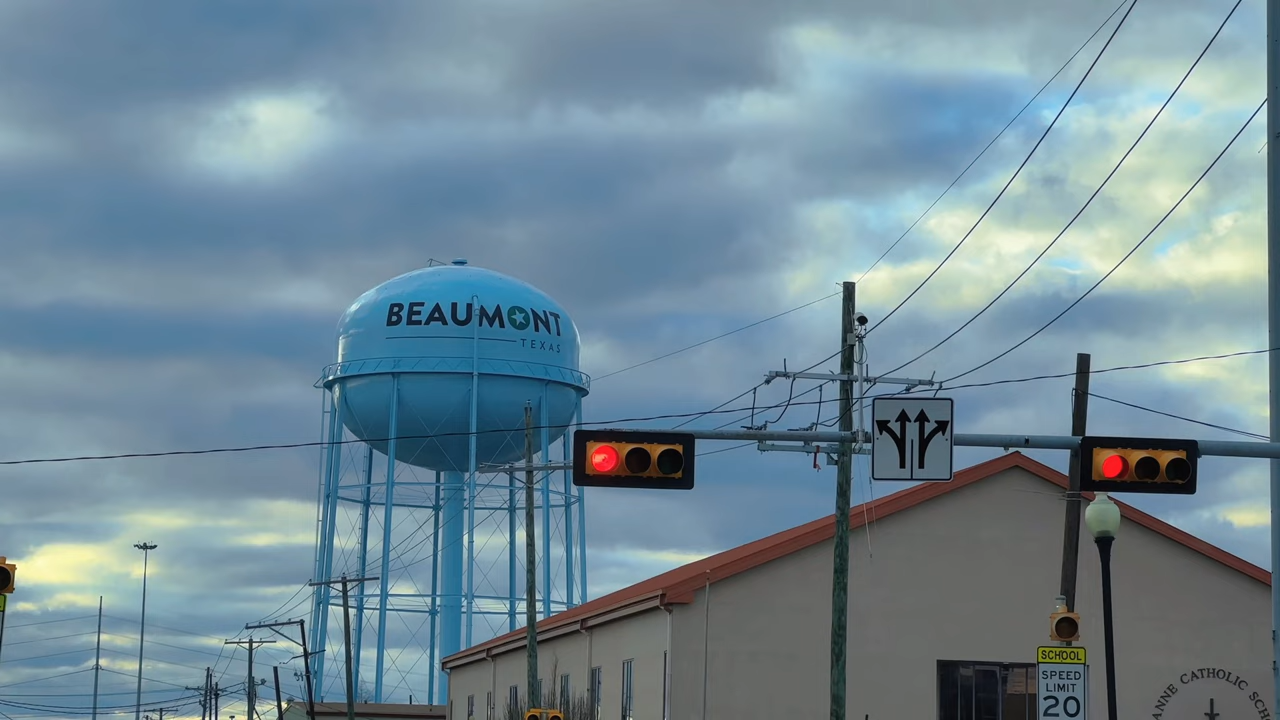 BEAUMONT
TEXAS
SCHOOL
SPEED
LIMIT
20
ANNE CATHOLIC SCH